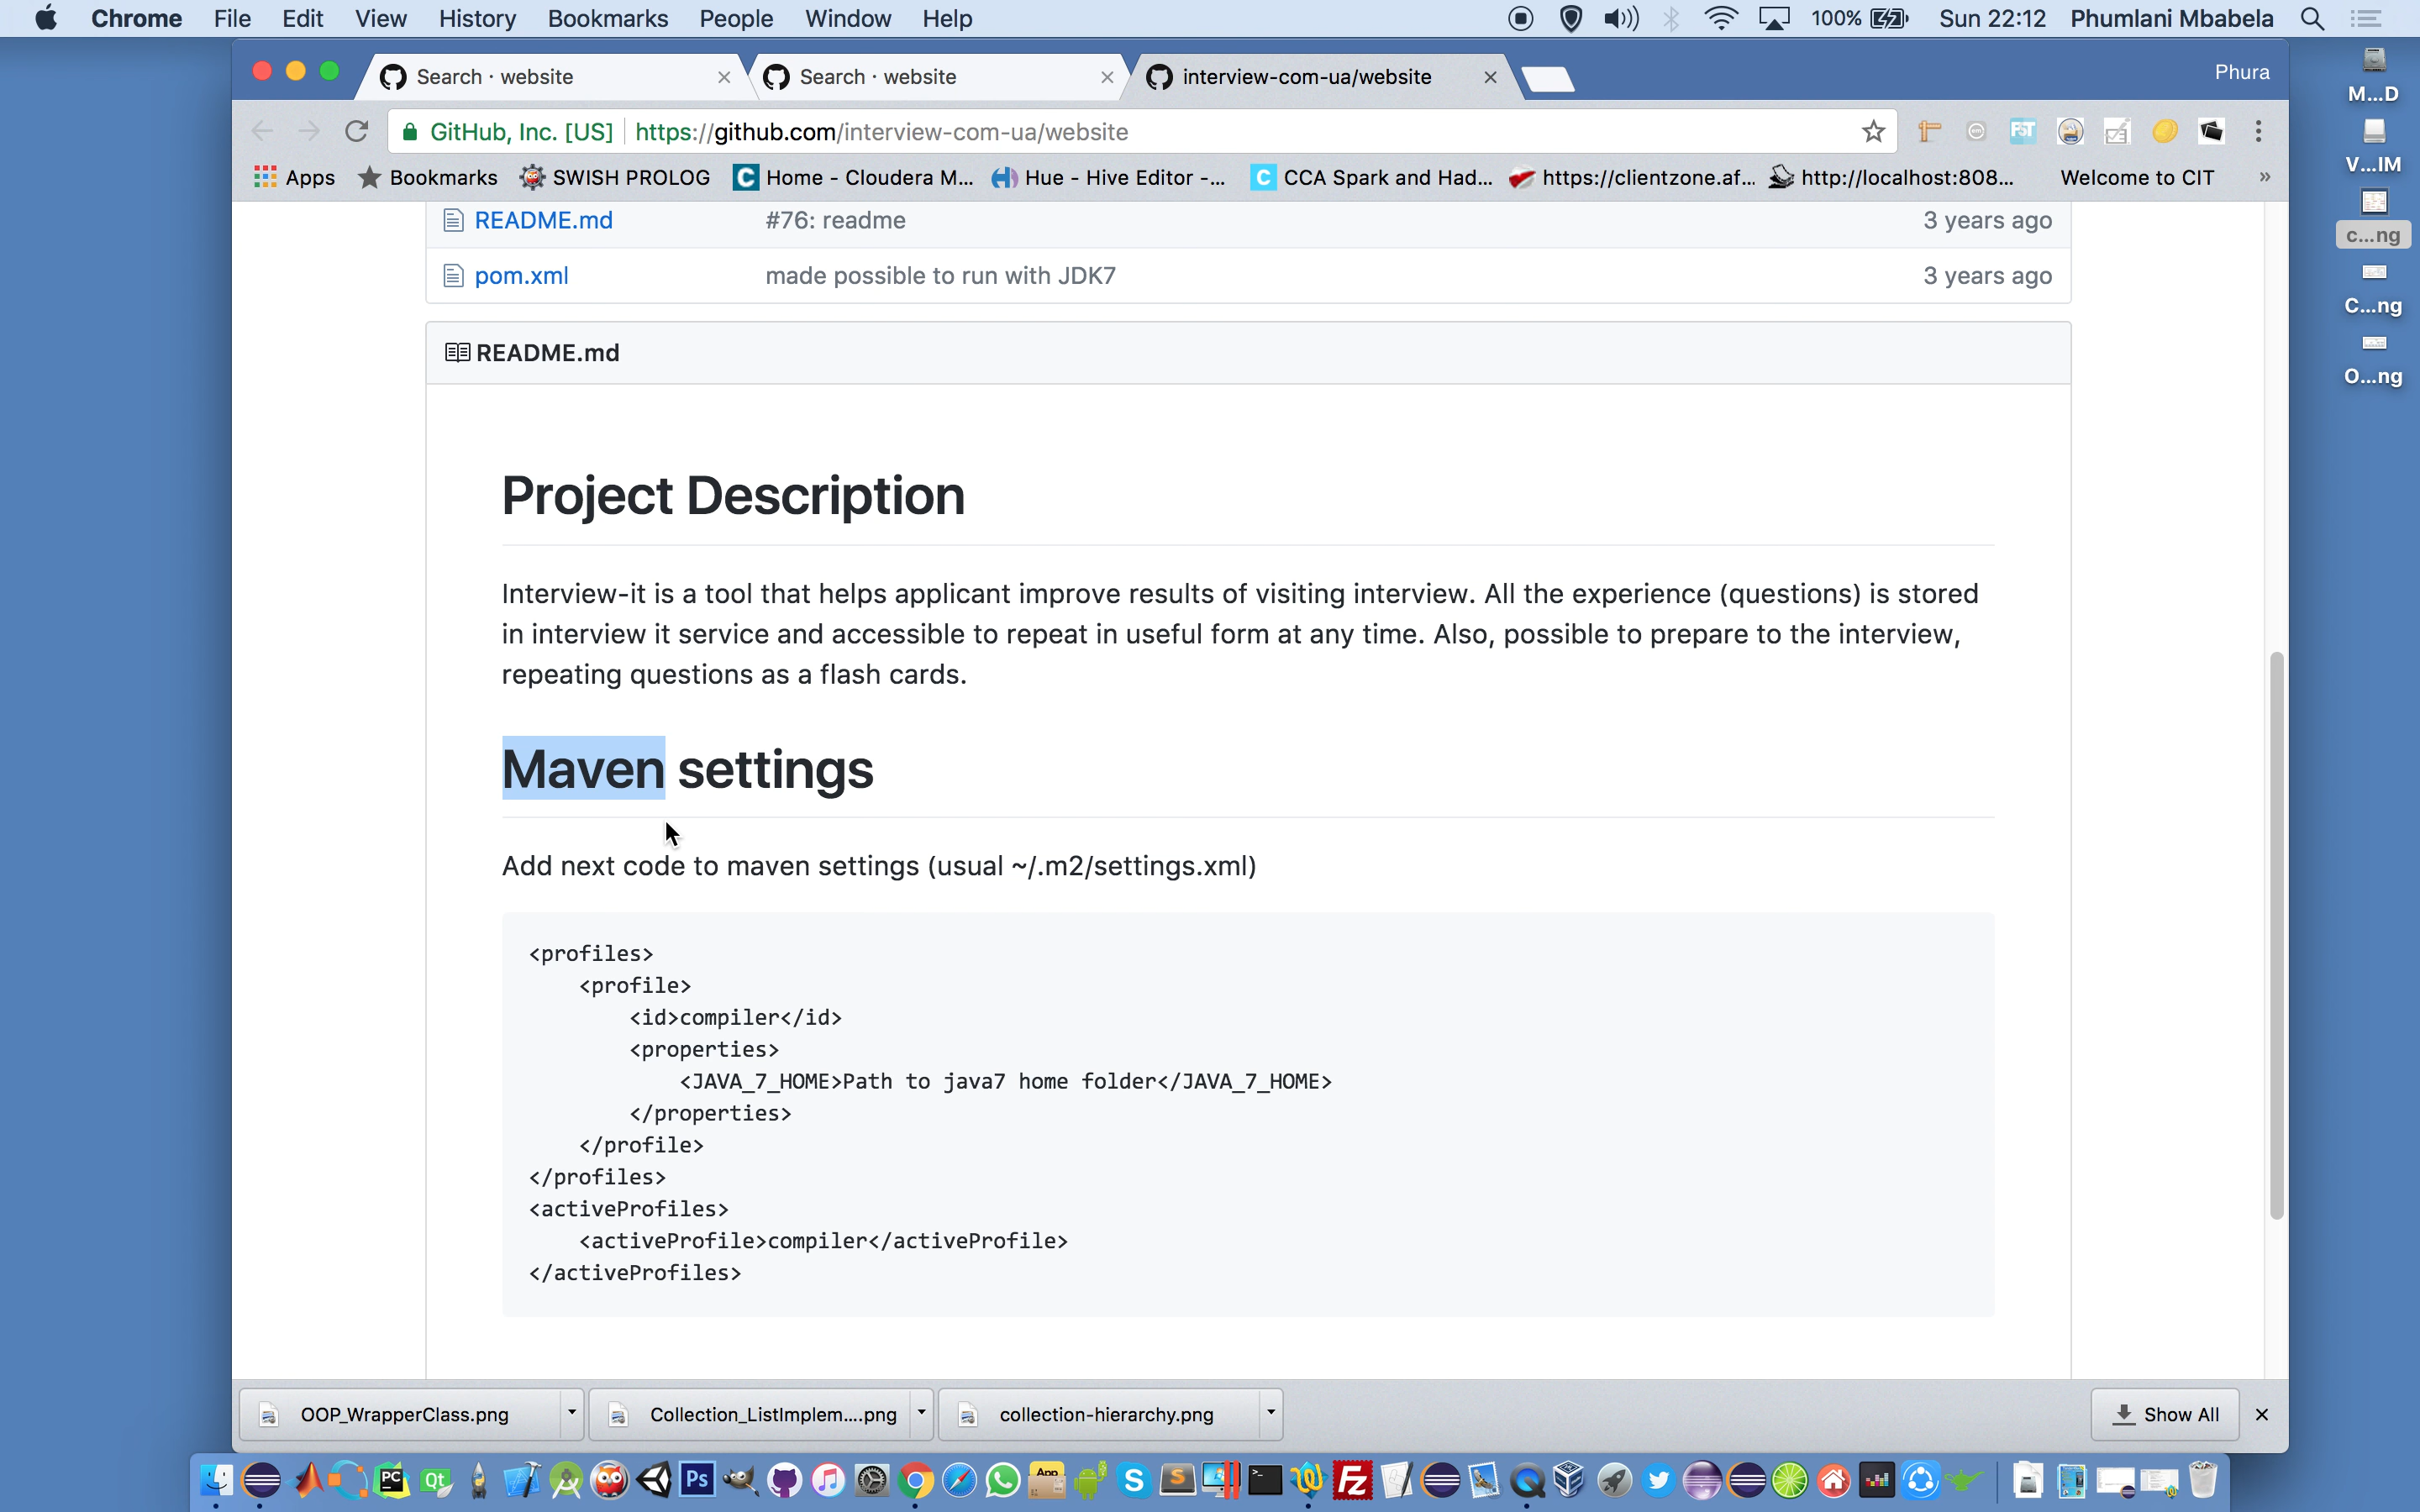 Chrome File Edit View History Bookmarks People Window Help 100% Sun 22:12 Phumlani Mbabela
Search · website Search · website interview-com-ua/website Phura
GitHub, Inc. [US] https://github.com/interview-com-ua/website
Apps Bookmarks SWISH PROLOG Home - Cloudera M... Hue - Hive Editor -... CCA Spark and Had... https://clientzone.af... http://localhost:808... Welcome to CIT »
M...D
V...IM
c...ng
C...ng
O...ng
README.md #76: readme 3 years ago
pom.xml made possible to run with JDK7 3 years ago
README.md
Project Description
Interview-it is a tool that helps applicant improve results of visiting interview. All the experience (questions) is stored
in interview it service and accessible to repeat in useful form at any time. Also, possible to prepare to the interview,
repeating questions as a flash cards.
Maven settings
Add next code to maven settings (usual ~/.m2/settings.xml)
<profiles>
<profile>
<id>compiler</id>
<properties>
<JAVA_7_HOME>Path to java7 home folder</JAVA_7_HOME>
</properties>
</profile>
</profiles>
<activeProfiles>
<activeProfile>compiler</activeProfile>
</activeProfiles>
OOP_WrapperClass.png Collection_ListImplem....png collection-hierarchy.png Show All
PC Qt Ps App S S Fz